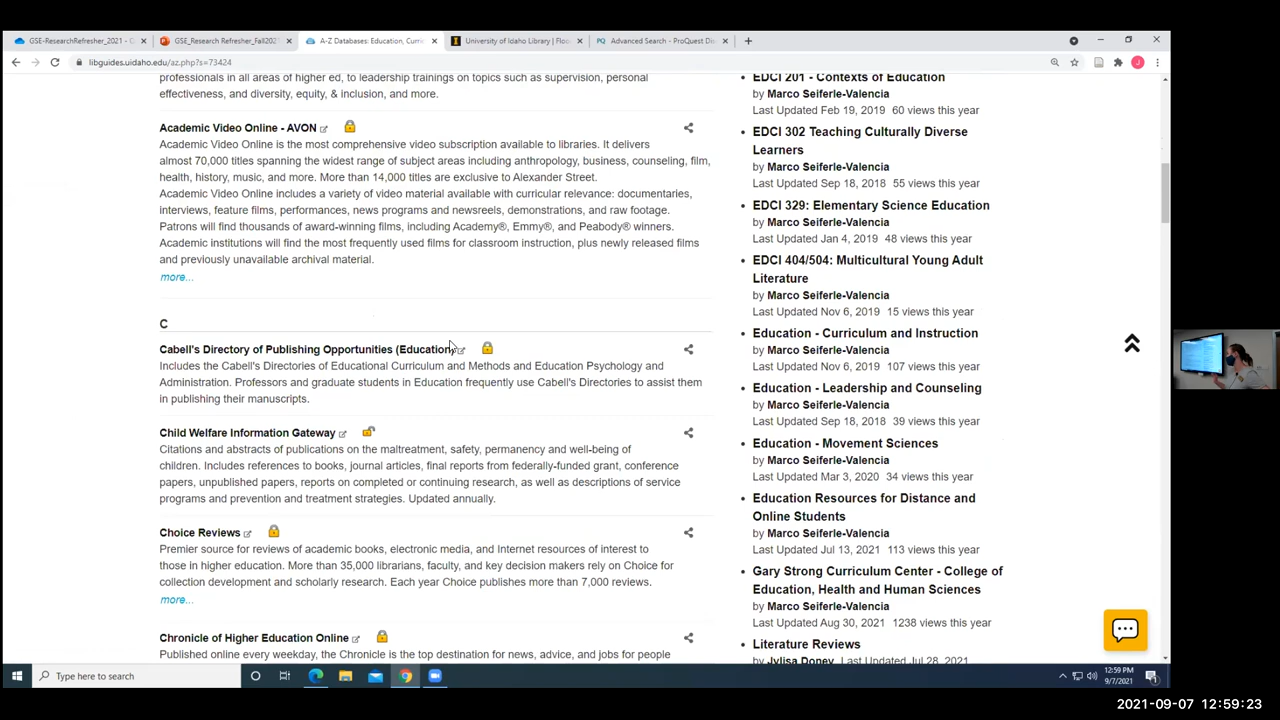 GSE-ResearchRefresher_2021 - O
GSE_Research Refresher_Fall202
A-Z Databases: Education, Curri
University of Idaho Library | Floo
Advanced Search - ProQuest Dis
libguides.uidaho.edu/az.php?s=73424
professionals in all areas of higher ed, to leadership trainings on topics such as supervision, personal
effectiveness, and diversity, equity, & inclusion, and more.
Academic Video Online - AVON
Academic Video Online is the most comprehensive video subscription available to libraries. It delivers
almost 70,000 titles spanning the widest range of subject areas including anthropology, business, counseling, film,
health, history, music, and more. More than 14,000 titles are exclusive to Alexander Street.
Academic Video Online includes a variety of video material available with curricular relevance: documentaries,
interviews, feature films, performances, news programs and newsreels, demonstrations, and raw footage.
Patrons will find thousands of award-winning films, including Academy®, Emmy®, and Peabody® winners.
Academic institutions will find the most frequently used films for classroom instruction, plus newly released films
and previously unavailable archival material.
more...
C
Cabell's Directory of Publishing Opportunities (Education)
Includes the Cabell's Directories of Educational Curriculum and Methods and Education Psychology and
Administration. Professors and graduate students in Education frequently use Cabell's Directories to assist them
in publishing their manuscripts.
Child Welfare Information Gateway
Citations and abstracts of publications on the maltreatment, safety, permanency and well-being of
children. Includes references to books, journal articles, final reports from federally-funded grant, conference
papers, unpublished papers, reports on completed or continuing research, as well as descriptions of service
programs and prevention and treatment strategies. Updated annually.
Choice Reviews
Premier source for reviews of academic books, electronic media, and Internet resources of interest to
those in higher education. More than 35,000 librarians, faculty, and key decision makers rely on Choice for
collection development and scholarly research. Each year Choice publishes more than 7,000 reviews.
more...
Chronicle of Higher Education Online
Published online every weekday, the Chronicle is the top destination for news, advice, and jobs for people
EDCI 201 - Contexts of Education
by Marco Seiferle-Valencia
Last Updated Feb 19, 2019 60 views this year
EDCI 302 Teaching Culturally Diverse
Learners
by Marco Seiferle-Valencia
Last Updated Sep 18, 2018 55 views this year
EDCI 329: Elementary Science Education
by Marco Seiferle-Valencia
Last Updated Jan 4, 2019 48 views this year
EDCI 404/504: Multicultural Young Adult
Literature
by Marco Seiferle-Valencia
Last Updated Nov 6, 2019 15 views this year
Education - Curriculum and Instruction
by Marco Seiferle-Valencia
Last Updated Nov 6, 2019 107 views this year
Education - Leadership and Counseling
by Marco Seiferle-Valencia
Last Updated Sep 18, 2018 39 views this year
Education - Movement Sciences
by Marco Seiferle-Valencia
Last Updated Mar 3, 2020 34 views this year
Education Resources for Distance and
Online Students
by Marco Seiferle-Valencia
Last Updated Jul 13, 2021 113 views this year
Gary Strong Curriculum Center - College of
Education, Health and Human Sciences
by Marco Seiferle-Valencia
Last Updated Aug 30, 2021 1238 views this year
Literature Reviews
by Jylisa Doney Last Updated Jul 28, 2021
Type here to search
12:59 PM
9/7/2021
2021-09-07 12:59:23